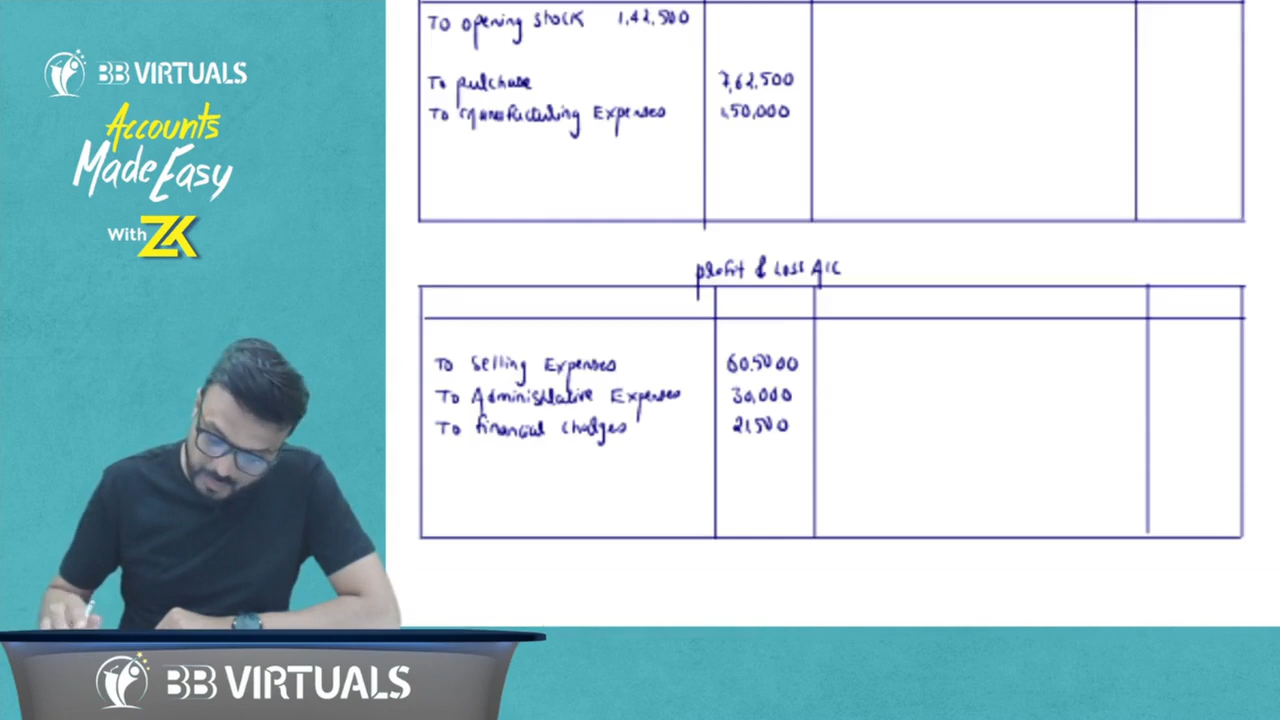 BB VIRTUALS
Accounts
Made Easy
With ZK
To opening stock 1,42,500
To purchase 7,62,500
To Manufacturing Expenses 1,50,000
profit & Loss A/c
To Selling Expenses 60,5000
To Administrative Expenses 30,000
To financial charges 21,500
BB VIRTUALS